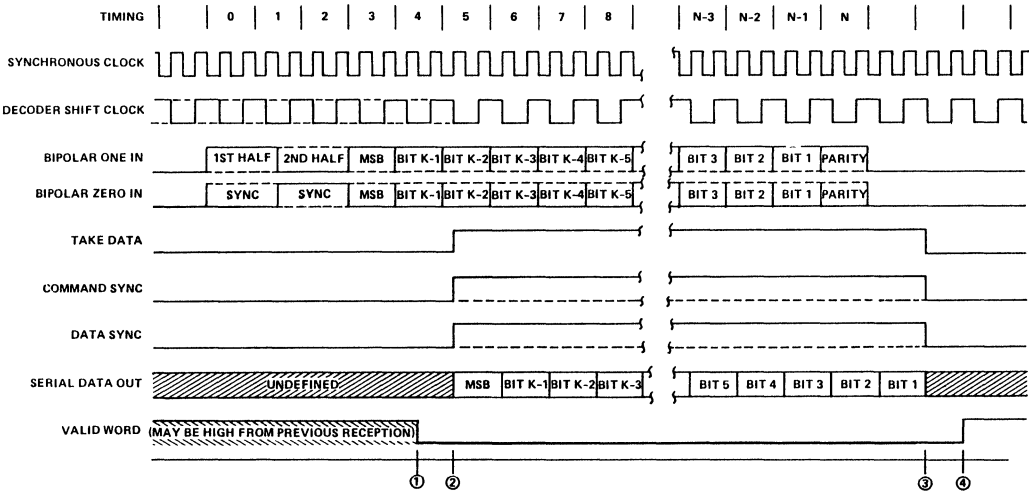 TIMING 0 1 2 3 4 5 6 7 8 N-3 N-2 N-1 N
SYNCHRONOUS CLOCK
DECODER SHIFT CLOCK
BIPOLAR ONE IN 1ST HALF 2ND HALF MSB BIT K-1 BIT K-2 BIT K-3 BIT K-4 BIT K-5 BIT 3 BIT 2 BIT 1 PARITY
BIPOLAR ZERO IN SYNC SYNC MSB BIT K-1 BIT K-2 BIT K-3 BIT K-4 BIT K-5 BIT 3 BIT 2 BIT 1 PARITY
TAKE DATA
COMMAND SYNC
DATA SYNC
SERIAL DATA OUT UNDEFINED MSB BIT K-1 BIT K-2 BIT K-3 BIT 5 BIT 4 BIT 3 BIT 2 BIT 1
VALID WORD (MAY BE HIGH FROM PREVIOUS RECEPTION)
① ② ③ ④